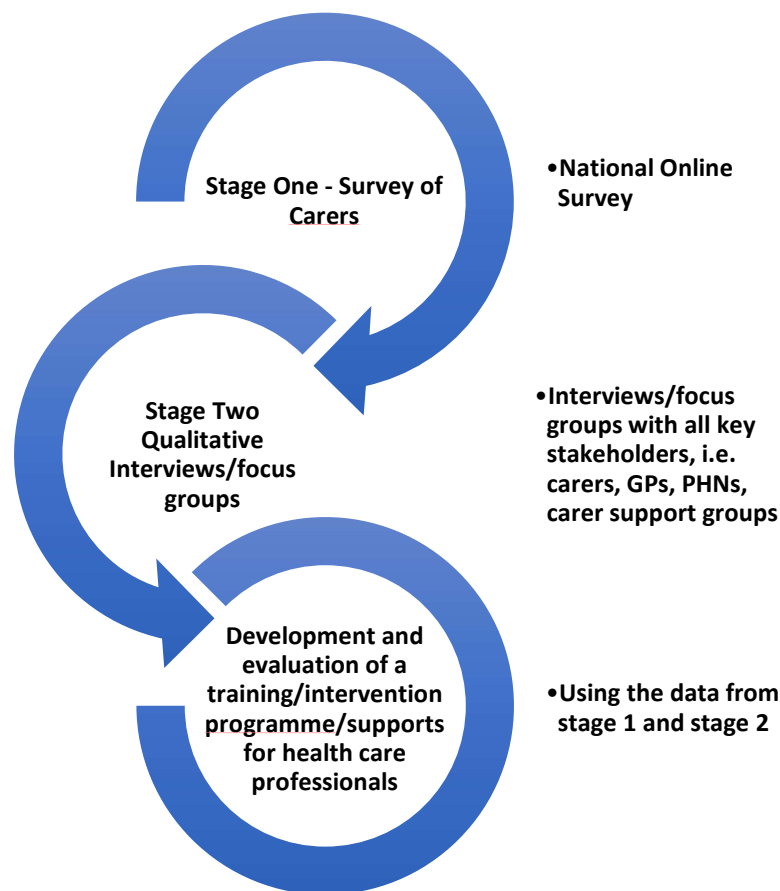 Stage One - Survey of
Carers
•National Online
Survey
Stage Two
Qualitative
Interviews/focus
groups
•Interviews/focus
groups with all key
stakeholders, i.e.
carers, GPs, PHNs,
carer support groups
Development and
evaluation of a
training/intervention
programme/supports
for health care
professionals
•Using the data from
stage 1 and stage 2